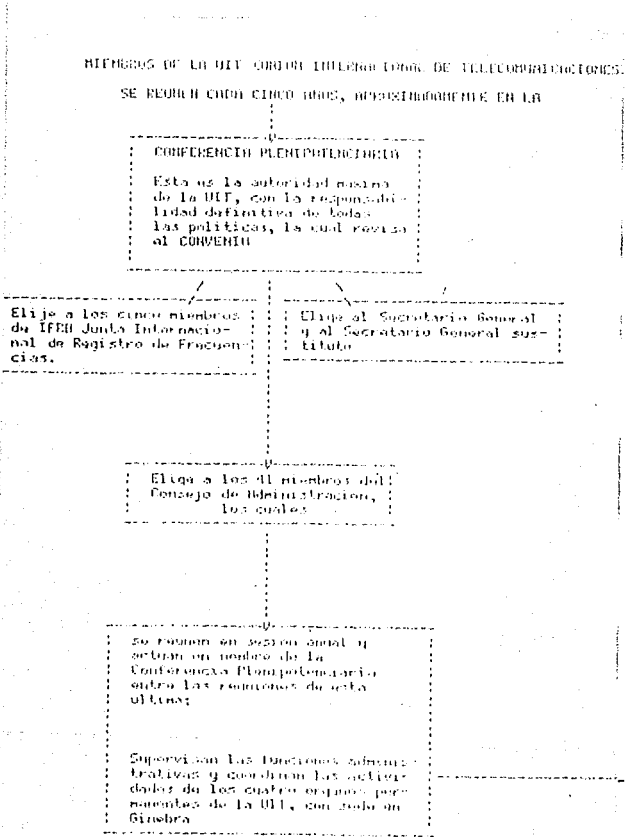 MIEMBROS DE LA UIT (UNION INTERNACIONAL DE TELECOMUNICACIONES.
SE REUNEN CADA CINCO ANOS, APROXIMADAMENTE EN LA
CONFERENCIA PLENIPOTENCIARIA
Esta es la autoridad maxima
de la UIT, con la responsabi-
lidad definitiva de todas
las politicas, la cual revisa
al CONVENIO
Elije a los cinco miembros
de IFRB Junta Internacio-
nal de Registro de Frecuen-
cias.
Elige al Secretario General
y al Secretario General sus-
tituto
Elige a los 41 miembros del
Consejo de Administracion,
los cuales
se reunen en sesion anual y
actuan en nombre de la
Conferencia Plenipotenciaria
entre las reuniones de esta
ultima;
Supervisan las funciones adminis-
trativas y coordinan las activi-
dades de los cuatro organos per-
manentes de la UIT, con sede en
Ginebra